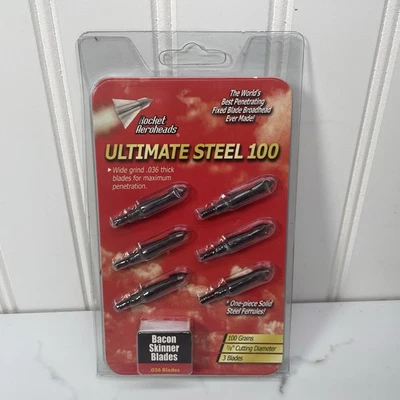 Rocket
Aeroheads
The World's
Best Penetrating
Fixed Blade Broadhead
Ever Made!
ULTIMATE STEEL 100
▸ Wide grind .036 thick
blades for maximum
penetration.
* One-piece Solid
Steel Ferrules!
Bacon
Skinner
Blades
.036 Blades
100 Grains
Cutting Diameter
3 Blades